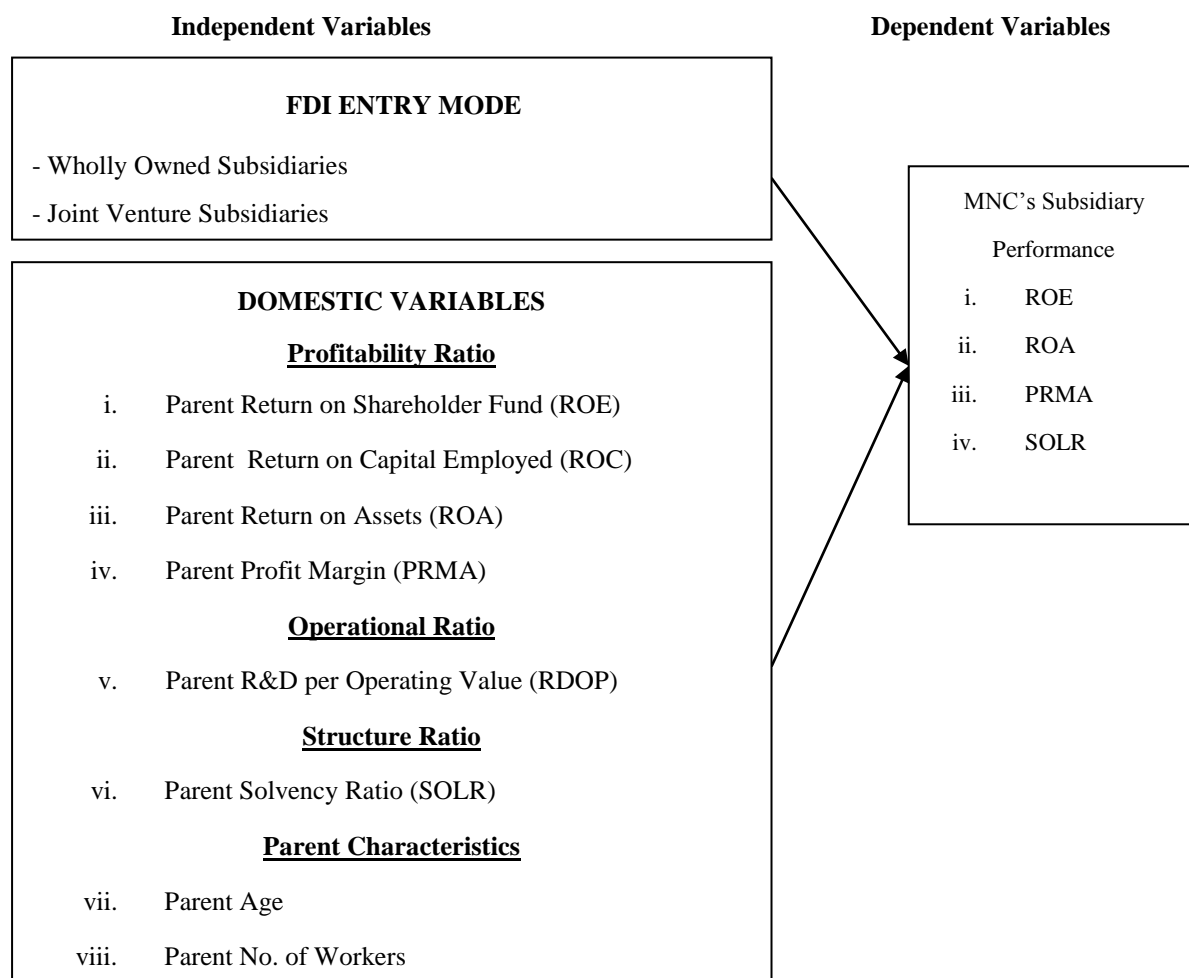 Independent Variables
Dependent Variables
FDI ENTRY MODE
- Wholly Owned Subsidiaries
- Joint Venture Subsidiaries
DOMESTIC VARIABLES
Profitability Ratio
i. Parent Return on Shareholder Fund (ROE)
ii. Parent Return on Capital Employed (ROC)
iii. Parent Return on Assets (ROA)
iv. Parent Profit Margin (PRMA)
Operational Ratio
v. Parent R&D per Operating Value (RDOP)
Structure Ratio
vi. Parent Solvency Ratio (SOLR)
Parent Characteristics
vii. Parent Age
viii. Parent No. of Workers
MNC's Subsidiary
Performance
i. ROE
ii. ROA
iii. PRMA
iv. SOLR